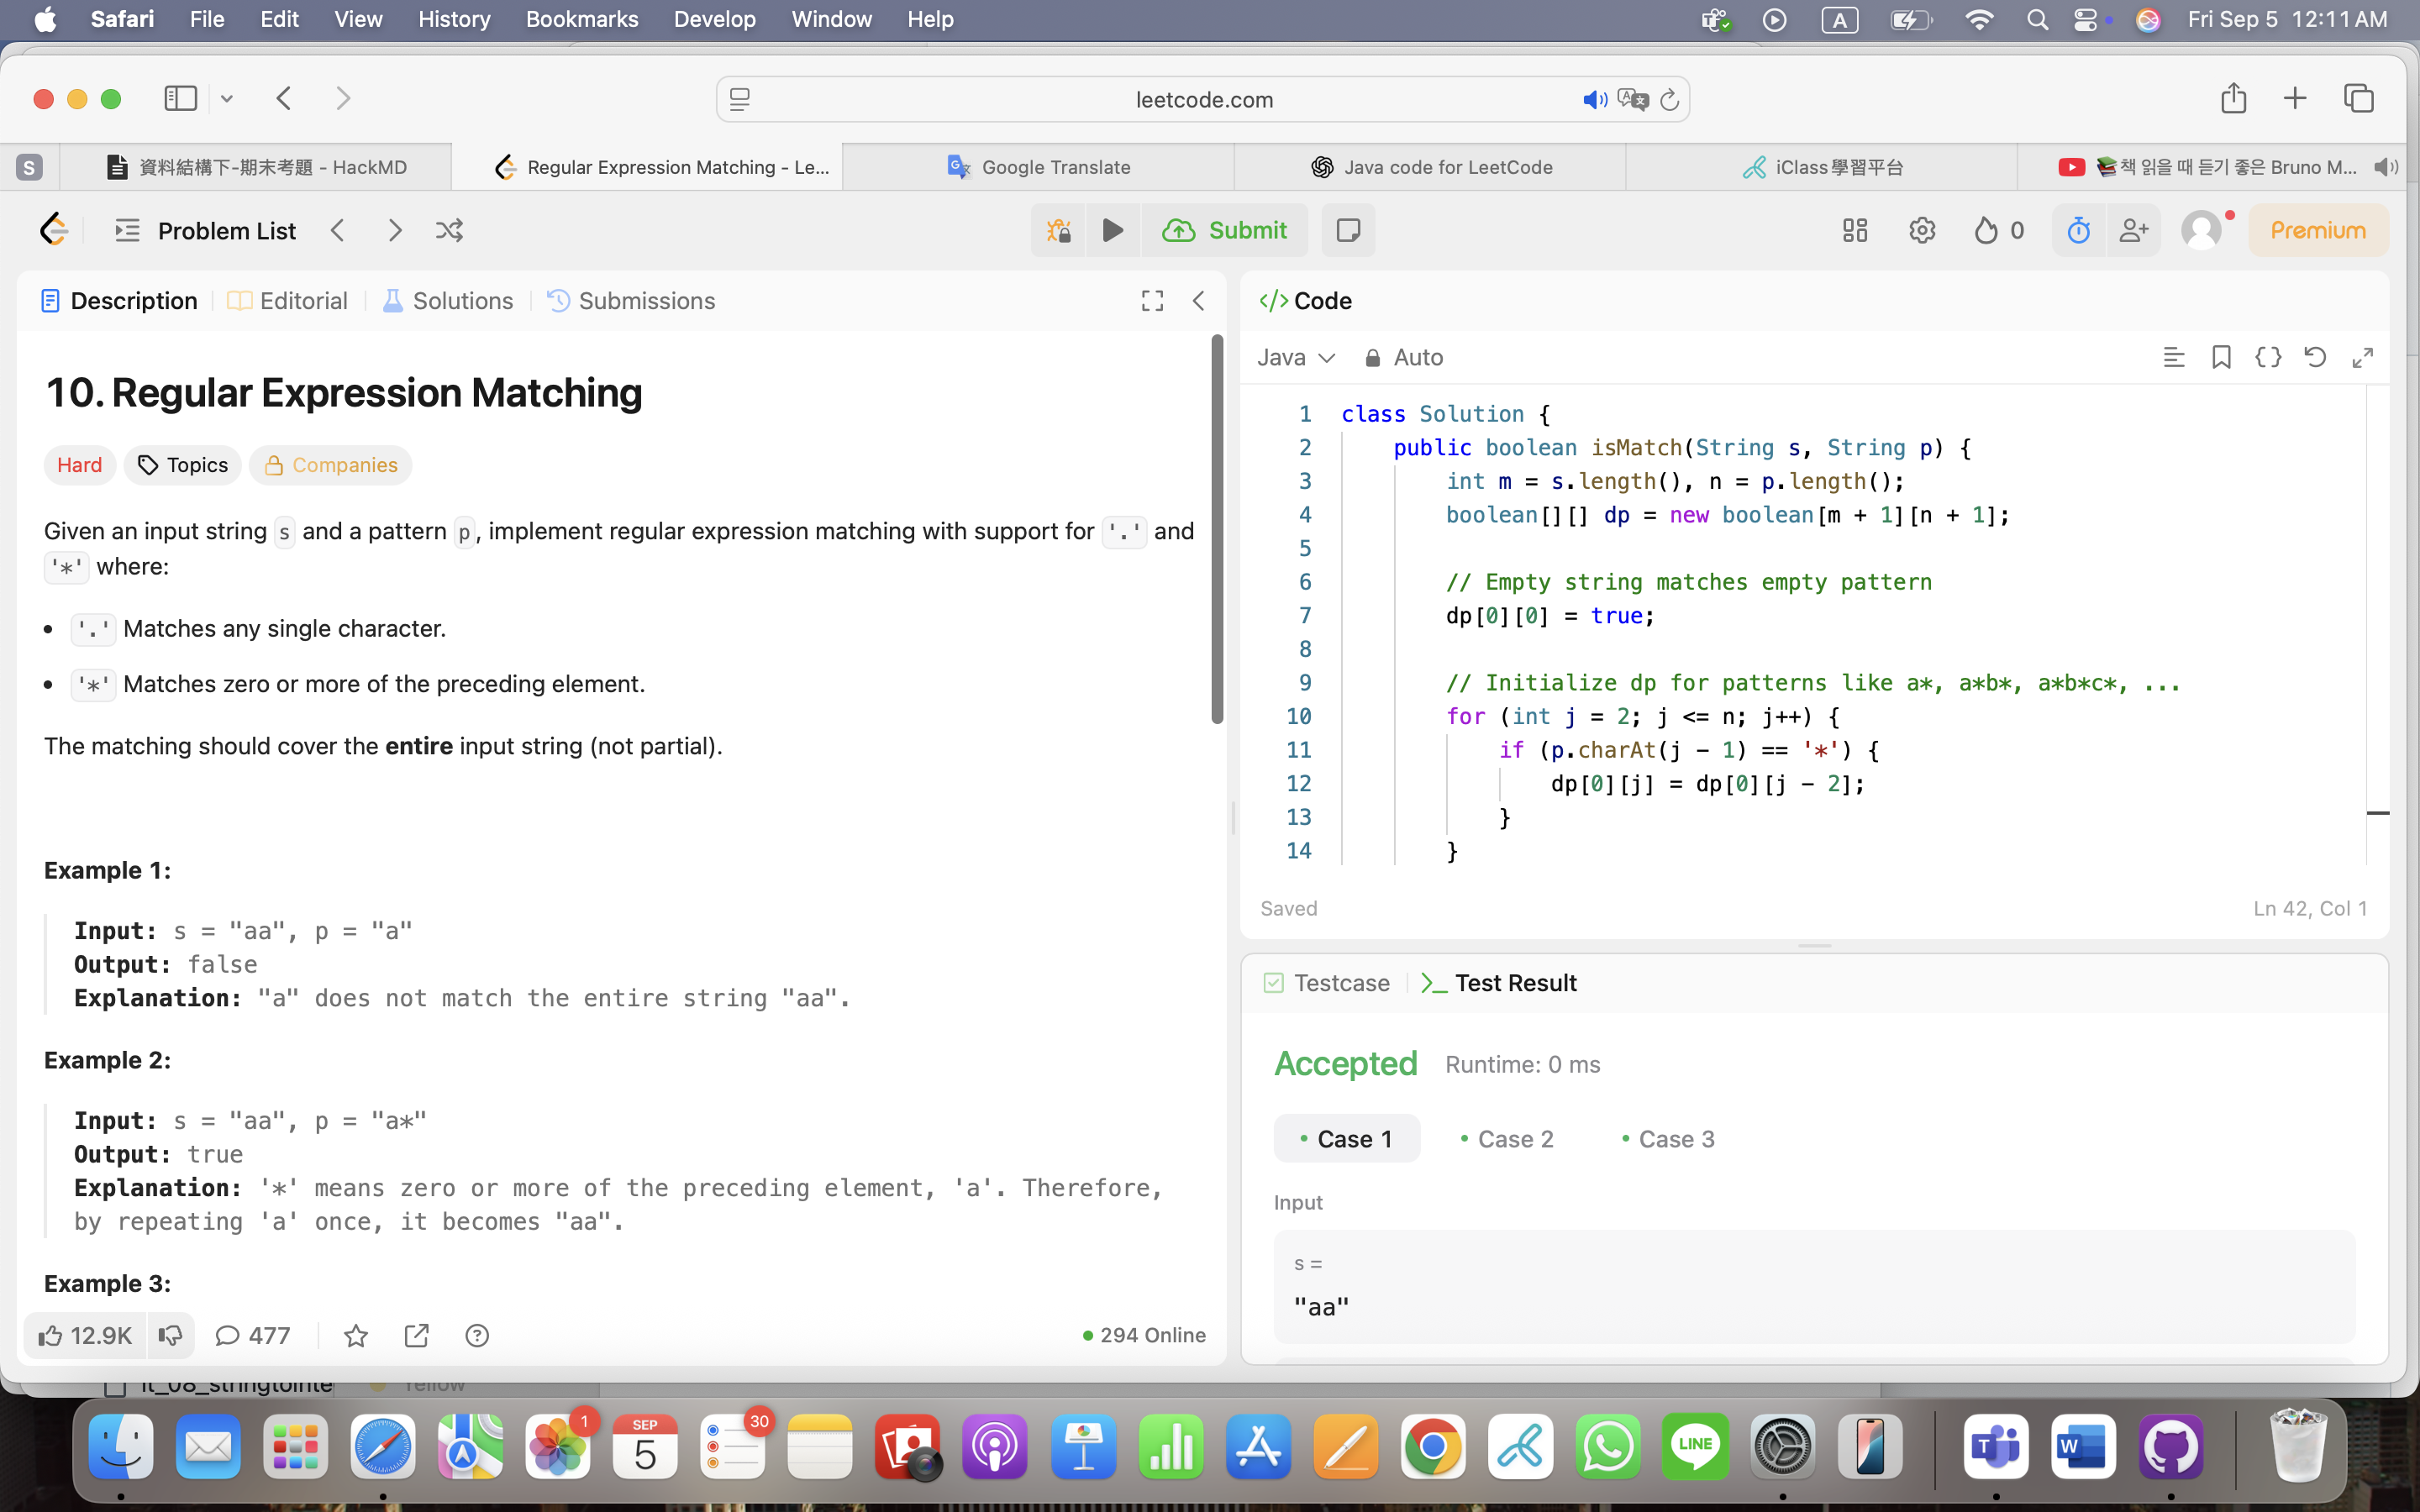 Safari File Edit View History Bookmarks Develop Window Help A Fri Sep 5 12:11 AM
leetcode.com
S 資料結構下-期末考題 - HackMD Regular Expression Matching - Le... Google Translate Java code for LeetCode iClass學習平台 책 읽을 때 듣기 좋은 Bruno M...
Problem List Submit 0 Premium
Description Editorial Solutions Submissions
10. Regular Expression Matching
Hard Topics Companies
Given an input string s and a pattern p, implement regular expression matching with support for '.' and
'*' where:
• '.' Matches any single character.
• '*' Matches zero or more of the preceding element.
The matching should cover the entire input string (not partial).
Example 1:
Input: s = "aa", p = "a"
Output: false
Explanation: "a" does not match the entire string "aa".
Example 2:
Input: s = "aa", p = "a*"
Output: true
Explanation: '*' means zero or more of the preceding element, 'a'. Therefore,
by repeating 'a' once, it becomes "aa".
Example 3:
12.9K 477 294 Online
</> Code
Java Auto
1 class Solution {
2 public boolean isMatch(String s, String p) {
3 int m = s.length(), n = p.length();
4 boolean[][] dp = new boolean[m + 1][n + 1];
5
6 // Empty string matches empty pattern
7 dp[0][0] = true;
8
9 // Initialize dp for patterns like a*, a*b*, a*b*c*, ...
10 for (int j = 2; j <= n; j++) {
11 if (p.charAt(j - 1) == '*') {
12 dp[0][j] = dp[0][j - 2];
13 }
14 }
Saved Ln 42, Col 1
Testcase Test Result
Accepted Runtime: 0 ms
• Case 1 • Case 2 • Case 3
Input
s =
"aa"
it_08_stringtointe Yellow
1 SEP 5 30 LINE T W